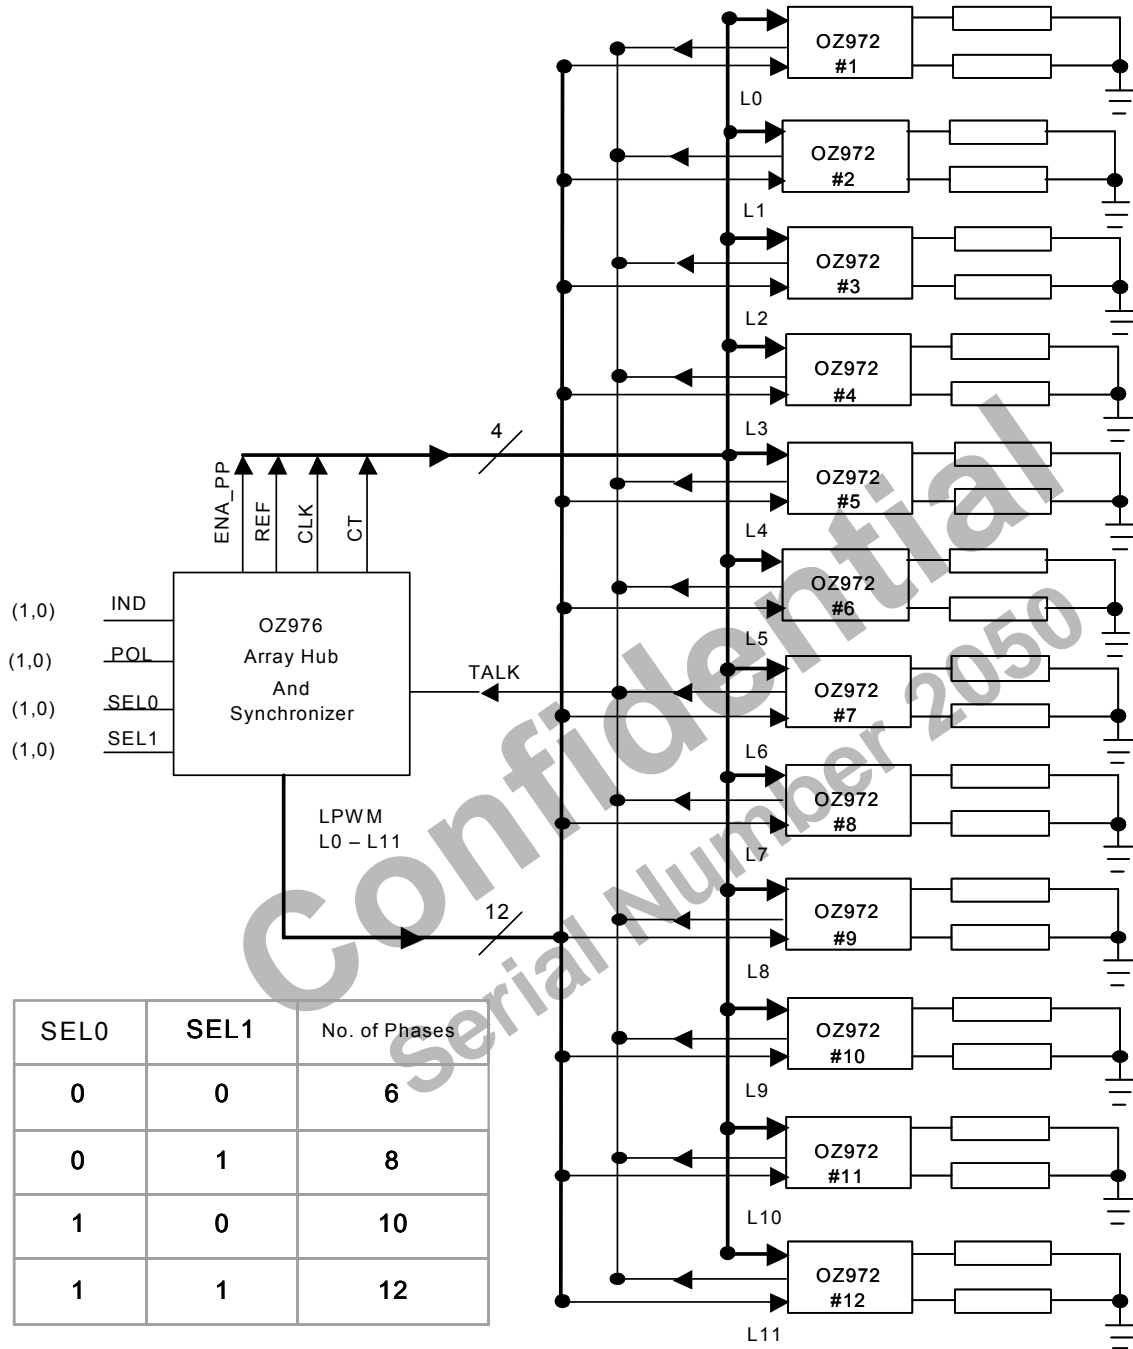 OZ972
#1
L0
OZ972
#2
L1
OZ972
#3
L2
OZ972
#4
L3
OZ972
#5
L4
OZ972
#6
L5
OZ972
#7
L6
OZ972
#8
L7
OZ972
#9
L8
OZ972
#10
L9
OZ972
#11
L10
OZ972
#12
L11
4
ENA_PP
REF
CLK
CT
(1,0) IND
(1,0) POL
(1,0) SEL0
(1,0) SEL1
OZ976
Array Hub
And
Synchronizer
TALK
LPWM
L0 – L11
12
SEL0 SEL1 No. of Phases
0 0 6
0 1 8
1 0 10
1 1 12
Confidential
Serial Number 2050